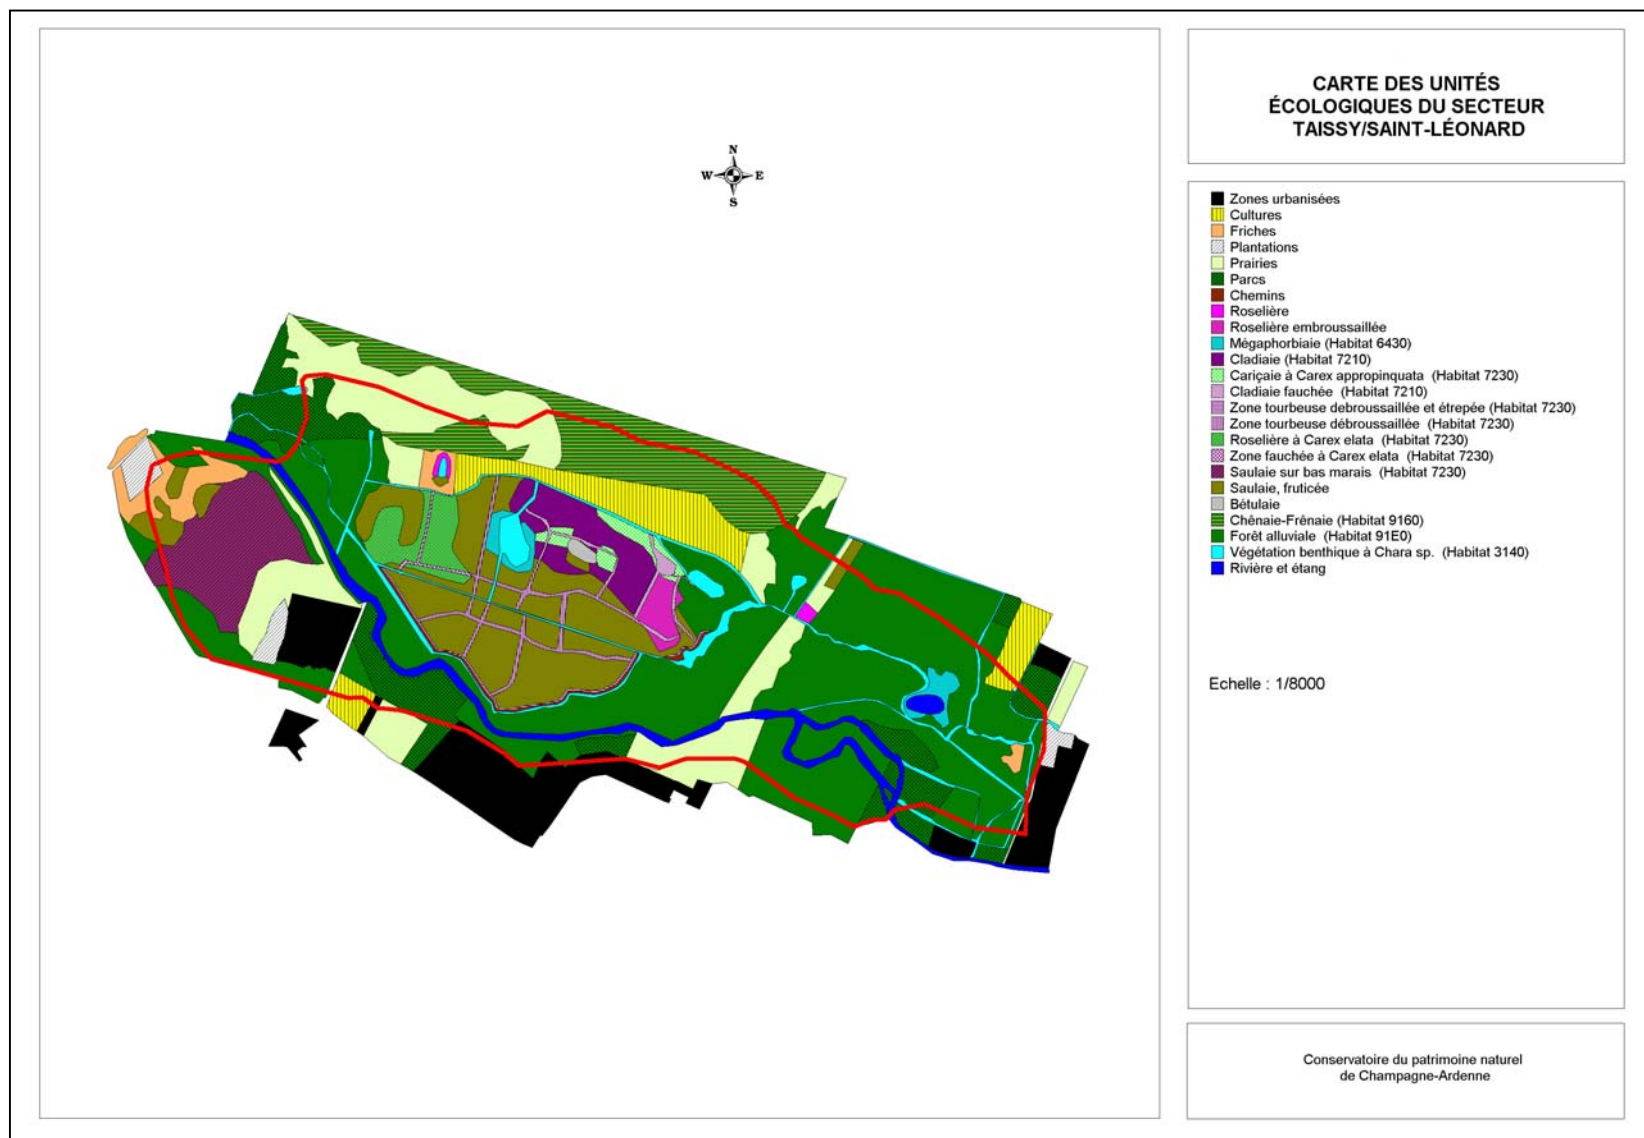 CARTE DES UNITÉS
ÉCOLOGIQUES DU SECTEUR
TAISSY/SAINT-LÉONARD
N
W E
S
Zones urbanisées
Cultures
Friches
Plantations
Prairies
Parcs
Chemins
Roselière
Roselière embroussaillée
Mégaphorbiaie (Habitat 6430)
Cladiaie (Habitat 7210)
Cariçaie à Carex appropinquata (Habitat 7230)
Cladiaie fauchée (Habitat 7210)
Zone tourbeuse debroussaillée et étrepée (Habitat 7230)
Zone tourbeuse débroussaillée (Habitat 7230)
Roselière à Carex elata (Habitat 7230)
Zone fauchée à Carex elata (Habitat 7230)
Saulaie sur bas marais (Habitat 7230)
Saulaie, fruticée
Bétulaie
Chênaie-Frênaie (Habitat 9160)
Forêt alluviale (Habitat 91E0)
Végétation benthique à Chara sp. (Habitat 3140)
Rivière et étang
Echelle : 1/8000
Conservatoire du patrimoine naturel
de Champagne-Ardenne